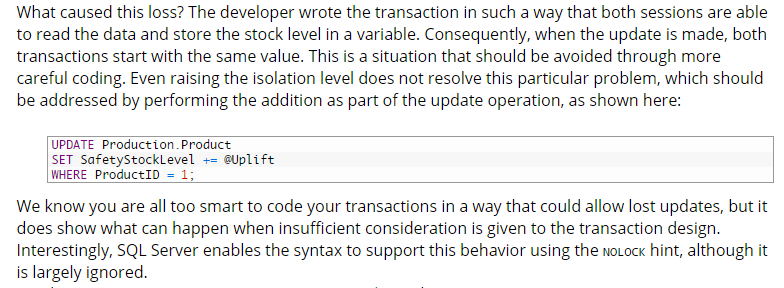 What caused this loss? The developer wrote the transaction in such a way that both sessions are able
to read the data and store the stock level in a variable. Consequently, when the update is made, both
transactions start with the same value. This is a situation that should be avoided through more
careful coding. Even raising the isolation level does not resolve this particular problem, which should
be addressed by performing the addition as part of the update operation, as shown here:
UPDATE Production.Product
SET SafetyStockLevel += @Uplift
WHERE ProductID = 1;
We know you are all too smart to code your transactions in a way that could allow lost updates, but it
does show what can happen when insufficient consideration is given to the transaction design.
Interestingly, SQL Server enables the syntax to support this behavior using the NOLOCK hint, although it
is largely ignored.